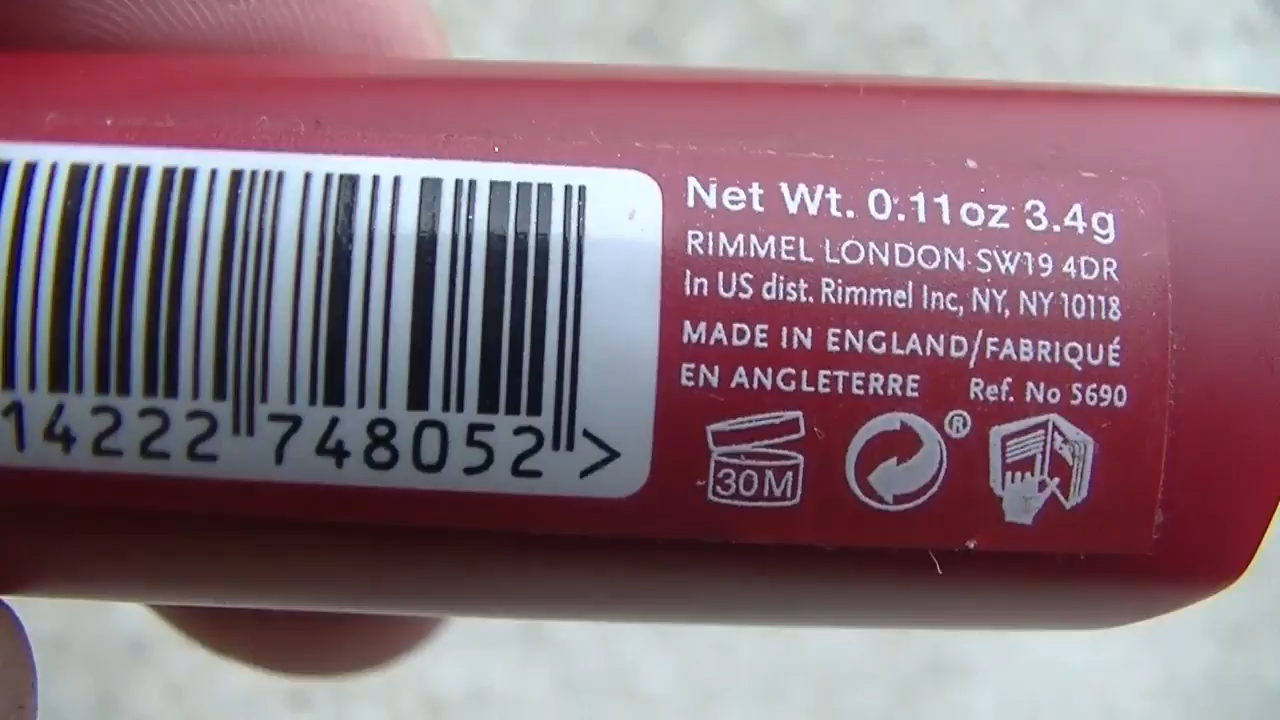 14222 748052 >
Net Wt. 0.11oz 3.4g
RIMMEL LONDON SW19 4DR
In US dist. Rimmel Inc, NY, NY 10118
MADE IN ENGLAND/FABRIQUÉ
EN ANGLETERRE Ref. No 5690
30M ®